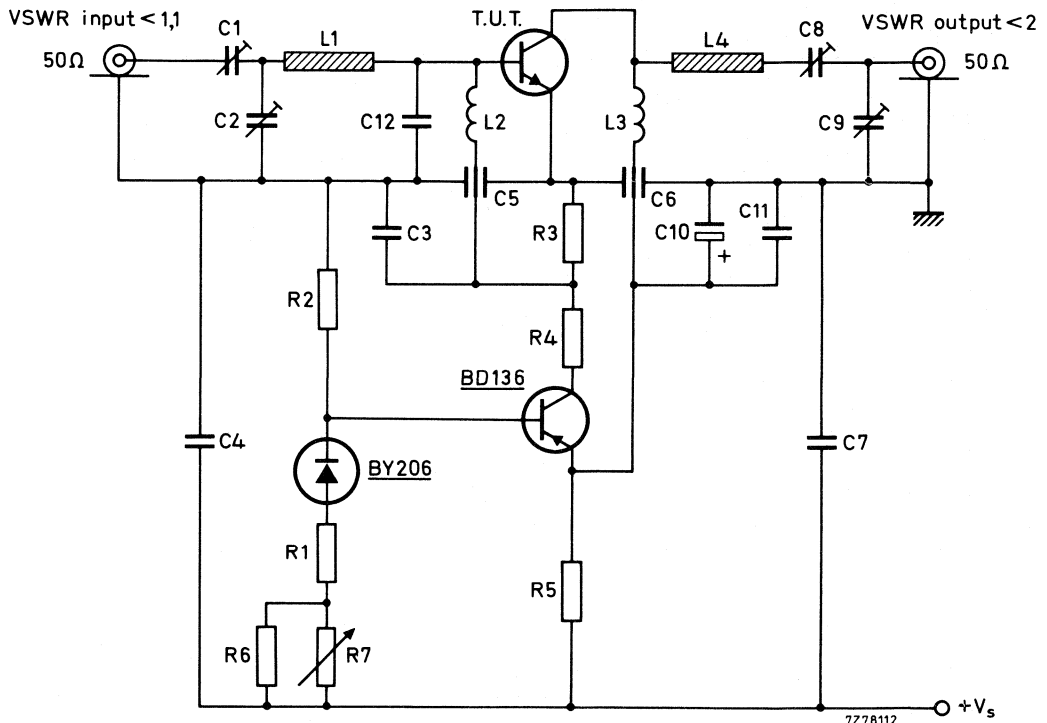 VSWR input < 1,1
T.U.T.
VSWR output < 2
50Ω
C1
L1
L4
C8
50Ω
C2
C12
L2
L3
C9
C5
C6
C3
R3
C10
C11
+
R2
R4
BD136
C4
BY206
C7
R1
R5
R6
R7
+Vs
7Z78112